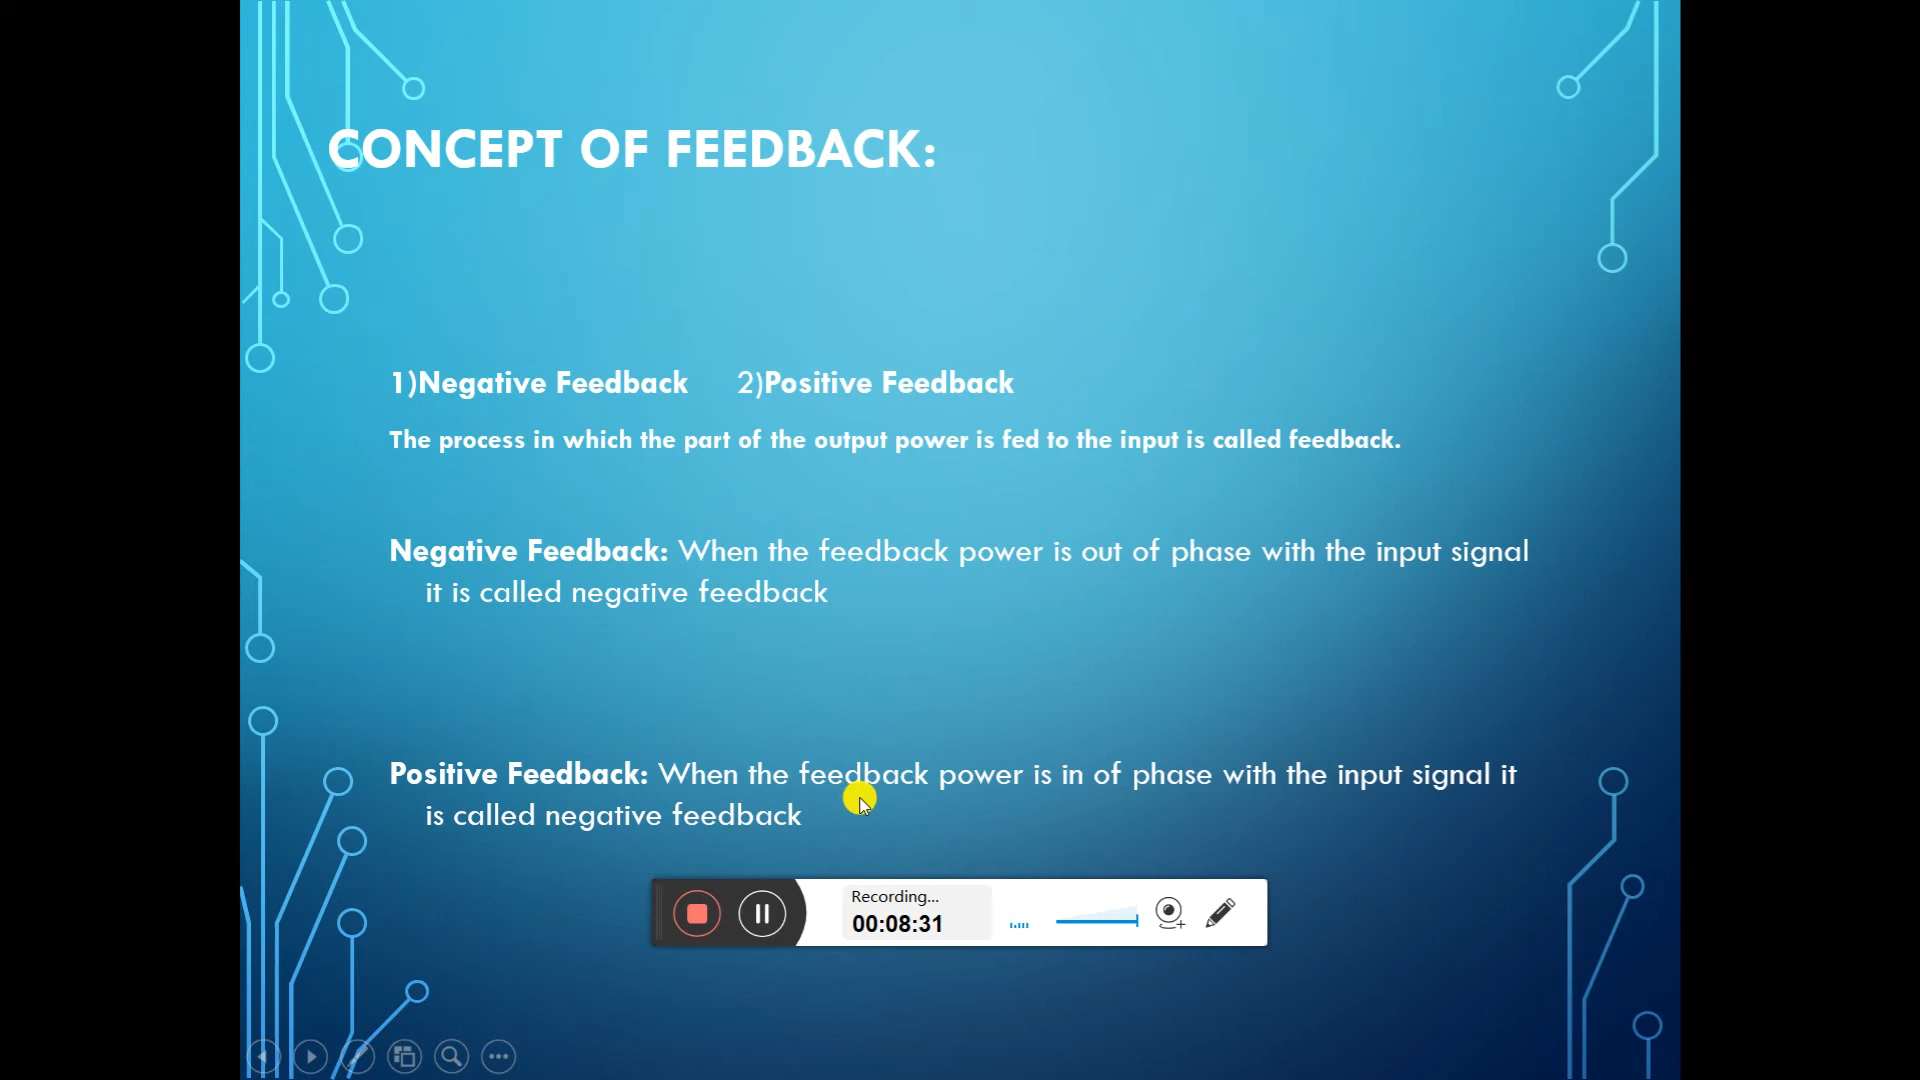 CONCEPT OF FEEDBACK:
1)Negative Feedback 2)Positive Feedback
The process in which the part of the output power is fed to the input is called feedback.
Negative Feedback: When the feedback power is out of phase with the input signal
it is called negative feedback
Positive Feedback: When the feedback power is in of phase with the input signal it
is called negative feedback
Recording...
00:08:31